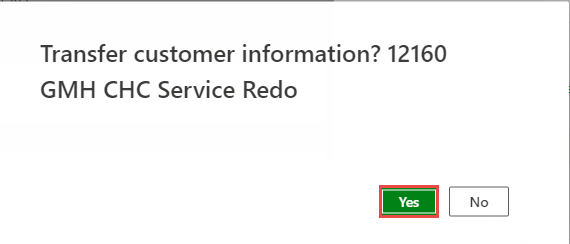 Transfer customer information? 12160
GMH CHC Service Redo
Yes
No